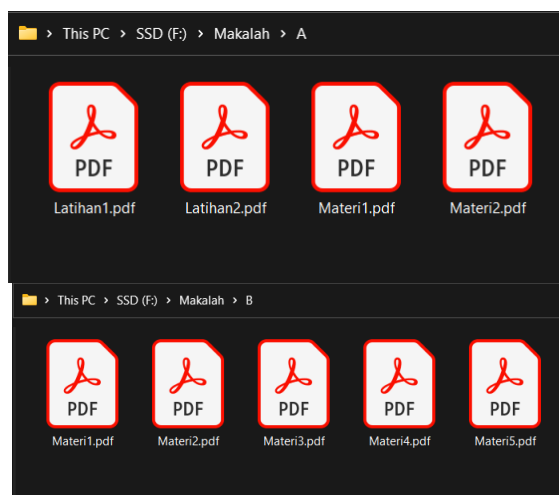 > This PC > SSD (F:) > Makalah > A
PDF PDF PDF PDF
Latihan1.pdf Latihan2.pdf Materi1.pdf Materi2.pdf
> This PC > SSD (F:) > Makalah > B
PDF PDF PDF PDF PDF
Materi1.pdf Materi2.pdf Materi3.pdf Materi4.pdf Materi5.pdf